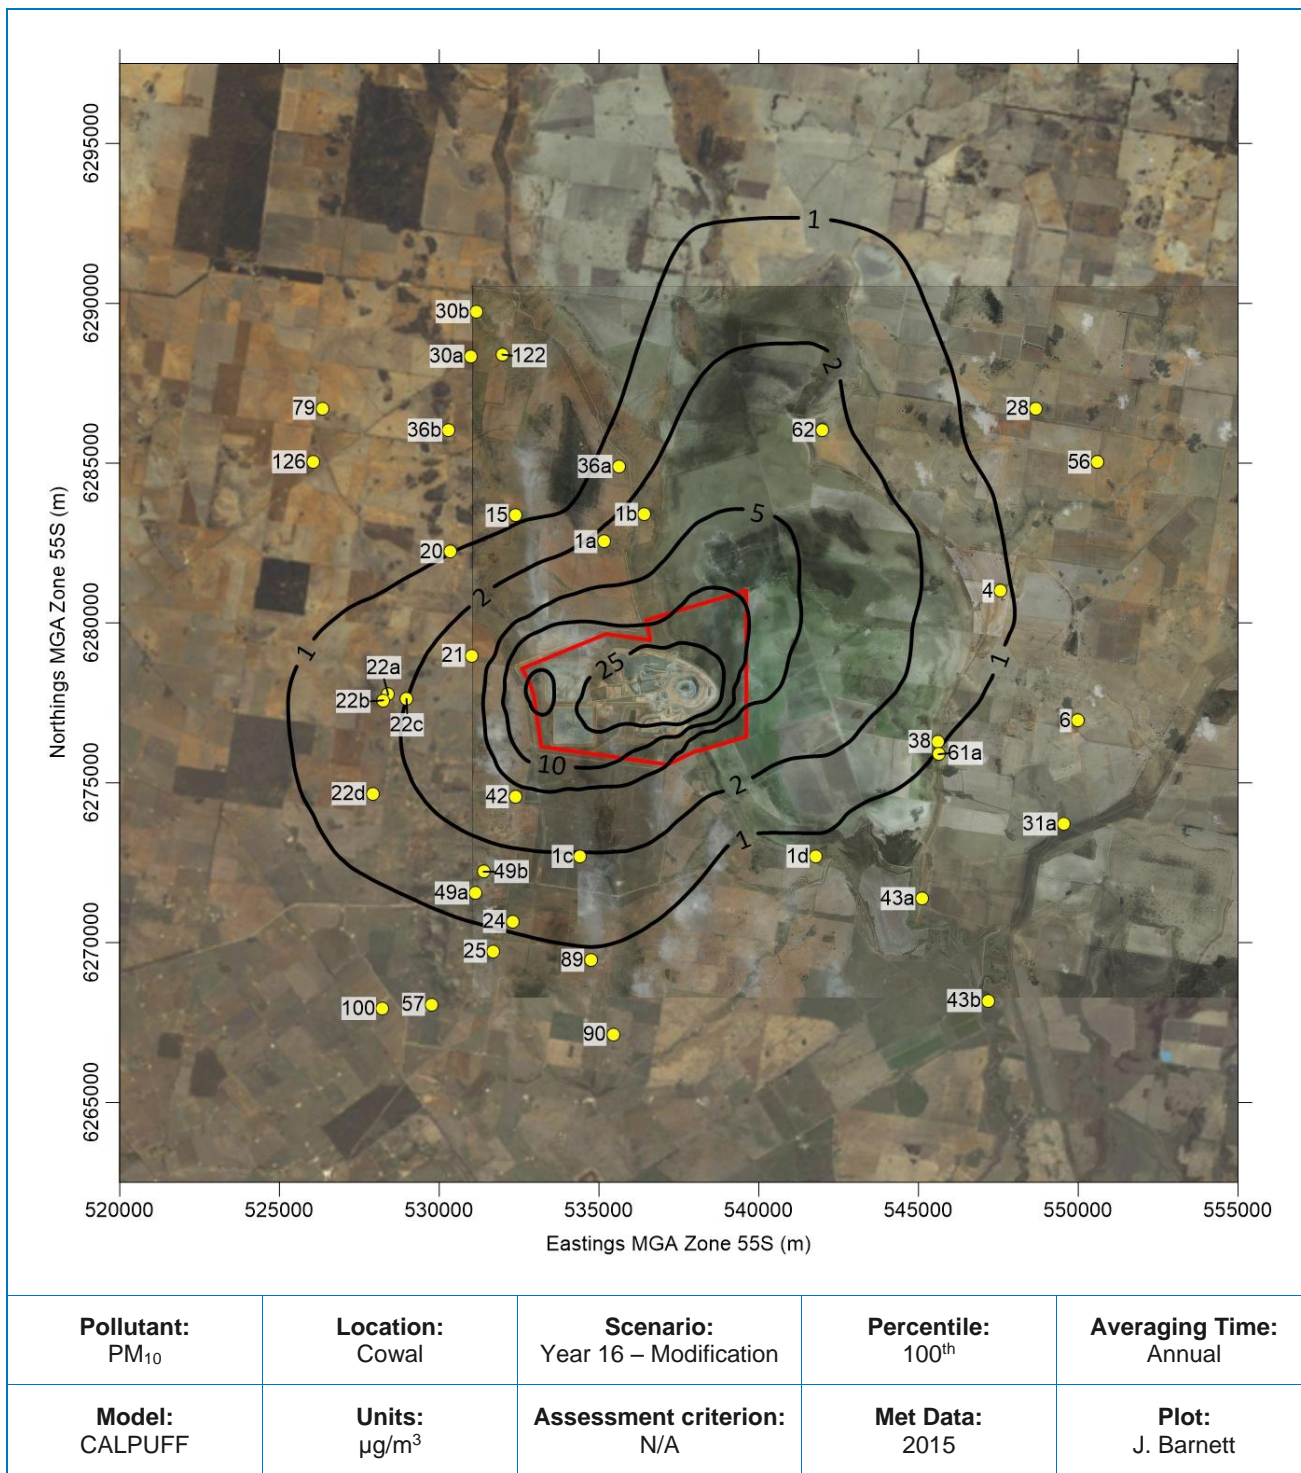 6295000
6290000
6285000
6280000
6275000
6270000
6265000
Northings MGA Zone 55S (m)
1
30b
30a
122
2
79
28
36b
62
126
56
36a
15
1b
5
1a
20
2
4
1
21
25
1
22a
22b
22c
6
38
61a
10
2
22d
42
31a
1
1c
1d
49b
49a
43a
24
25
89
43b
57
100
90
520000 525000 530000 535000 540000 545000 550000 555000
Eastings MGA Zone 55S (m)
Pollutant:
PM₁₀
Location:
Cowal
Scenario:
Year 16 – Modification
Percentile:
100ᵗʰ
Averaging Time:
Annual
Model:
CALPUFF
Units:
µg/m³
Assessment criterion:
N/A
Met Data:
2015
Plot:
J. Barnett